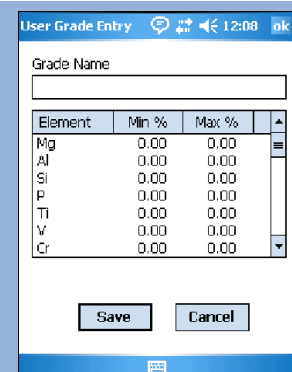 User Grade Entry 12:08 ok
Grade Name
Element Min % Max %
Mg 0.00 0.00
Al 0.00 0.00
Si 0.00 0.00
P 0.00 0.00
Ti 0.00 0.00
V 0.00 0.00
Cr 0.00 0.00
Save Cancel